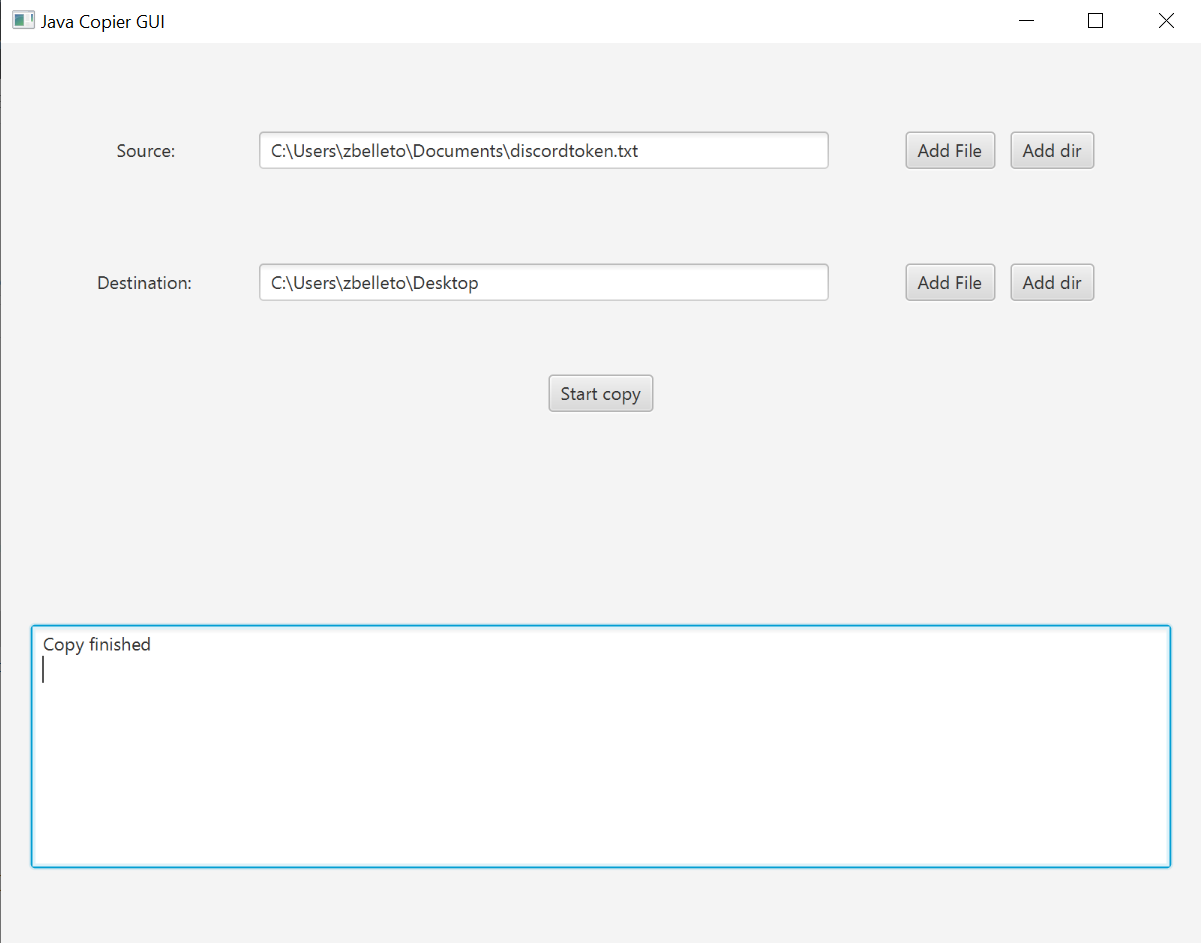 Java Copier GUI
Source: C:\Users\zbelleto\Documents\discordtoken.txt Add File Add dir
Destination: C:\Users\zbelleto\Desktop Add File Add dir
Start copy
Copy finished